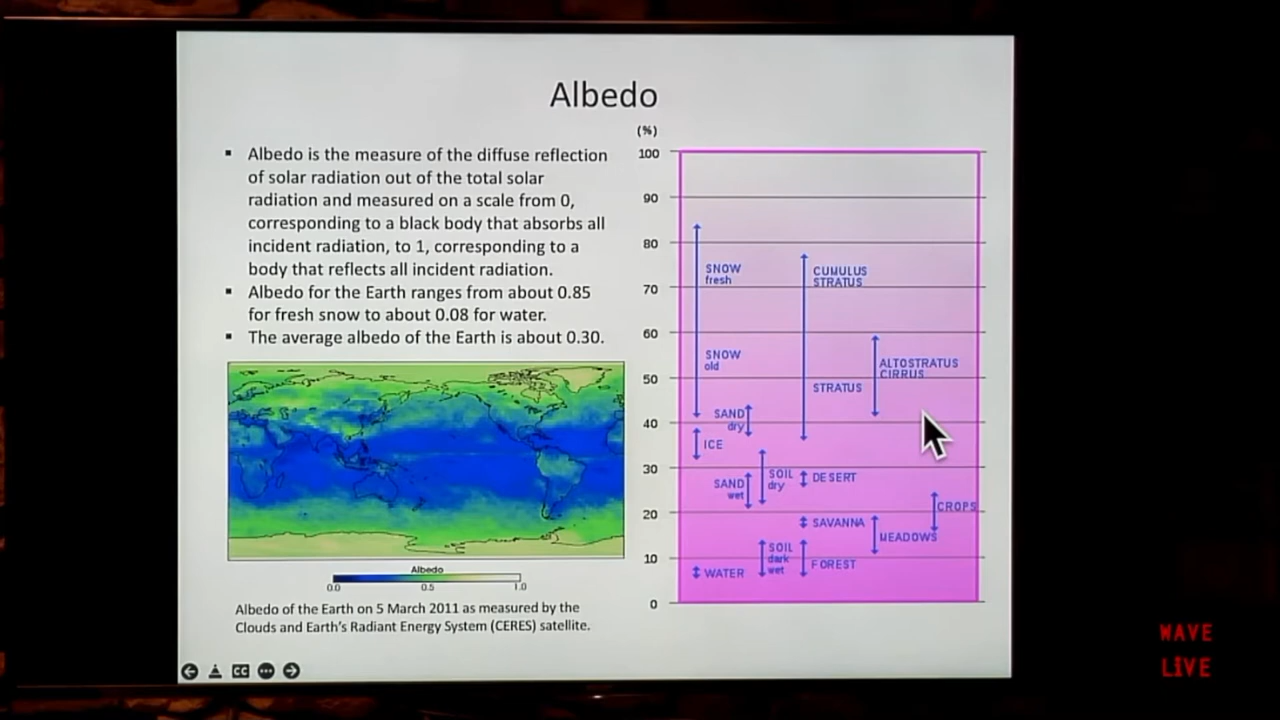 Albedo
▪ Albedo is the measure of the diffuse reflection
of solar radiation out of the total solar
radiation and measured on a scale from 0,
corresponding to a black body that absorbs all
incident radiation, to 1, corresponding to a
body that reflects all incident radiation.
▪ Albedo for the Earth ranges from about 0.85
for fresh snow to about 0.08 for water.
▪ The average albedo of the Earth is about 0.30.
Albedo
0.0 0.5 1.0
Albedo of the Earth on 5 March 2011 as measured by the
Clouds and Earth's Radiant Energy System (CERES) satellite.
(%)
100
90
80
70
60
50
40
30
20
10
0
SNOW
fresh
CUMULUS
STRATUS
SNOW
old
ALTOSTRATUS
CIRRUS
STRATUS
SAND
dry
ICE
SOIL
dry
DESERT
SAND
wet
CROPS
SAVANNA
MEADOWS
SOIL
dark
wet
FOREST
WATER
CC
WAVE
LIVE